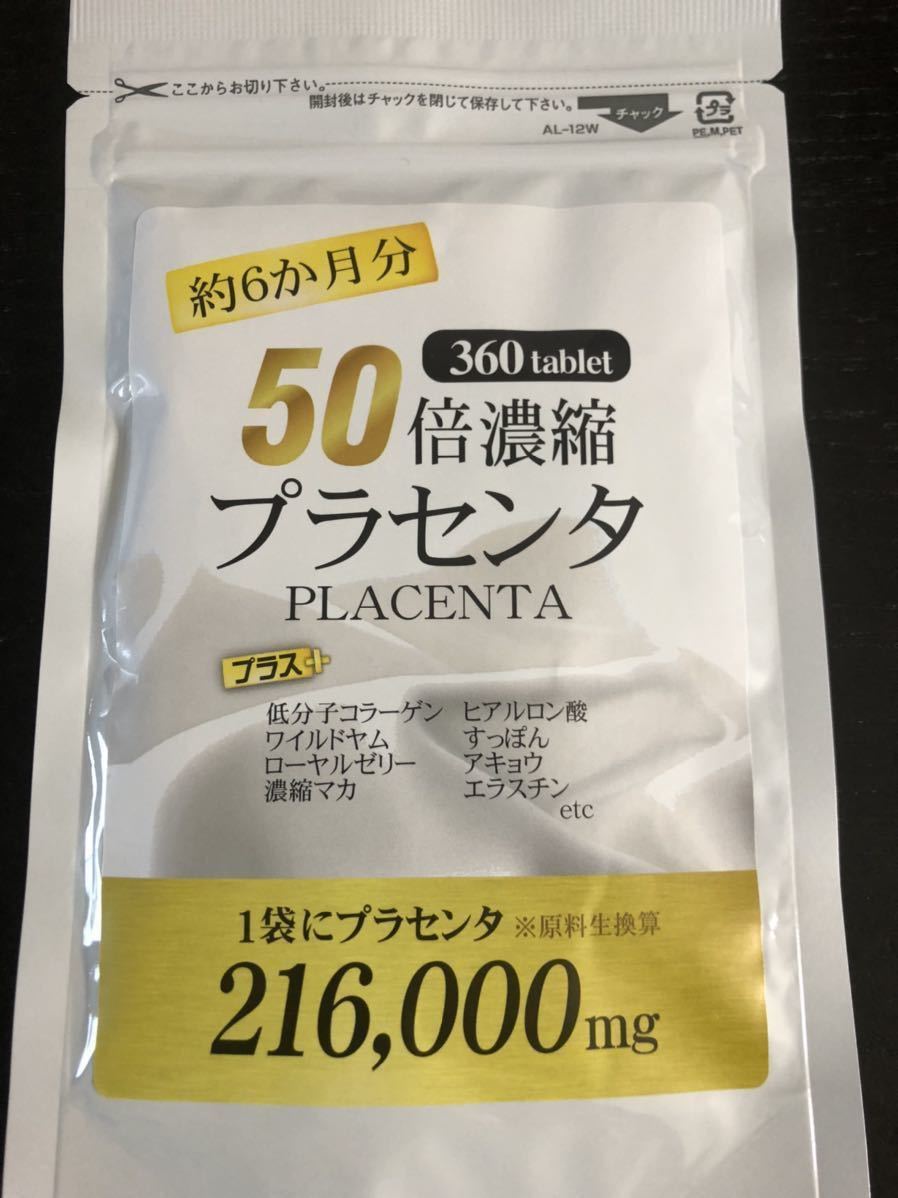 ここからお切り下さい。
開封後はチャックを閉じて保存して下さい。
チャック
プラ
AL-12W
PE,M,PET
約6か月分
360 tablet
50倍濃縮
プラセンタ
PLACENTA
プラス+
低分子コラーゲン ヒアルロン酸
ワイルドヤム すっぽん
ローヤルゼリー アキョウ
濃縮マカ エラスチン
etc
1袋にプラセンタ ※原料生換算
216,000mg